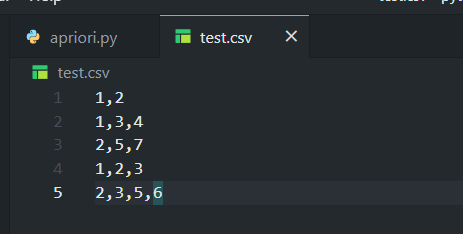 Help
apriori.py
test.csv
test.csv
1 1,2
2 1,3,4
3 2,5,7
4 1,2,3
5 2,3,5,6